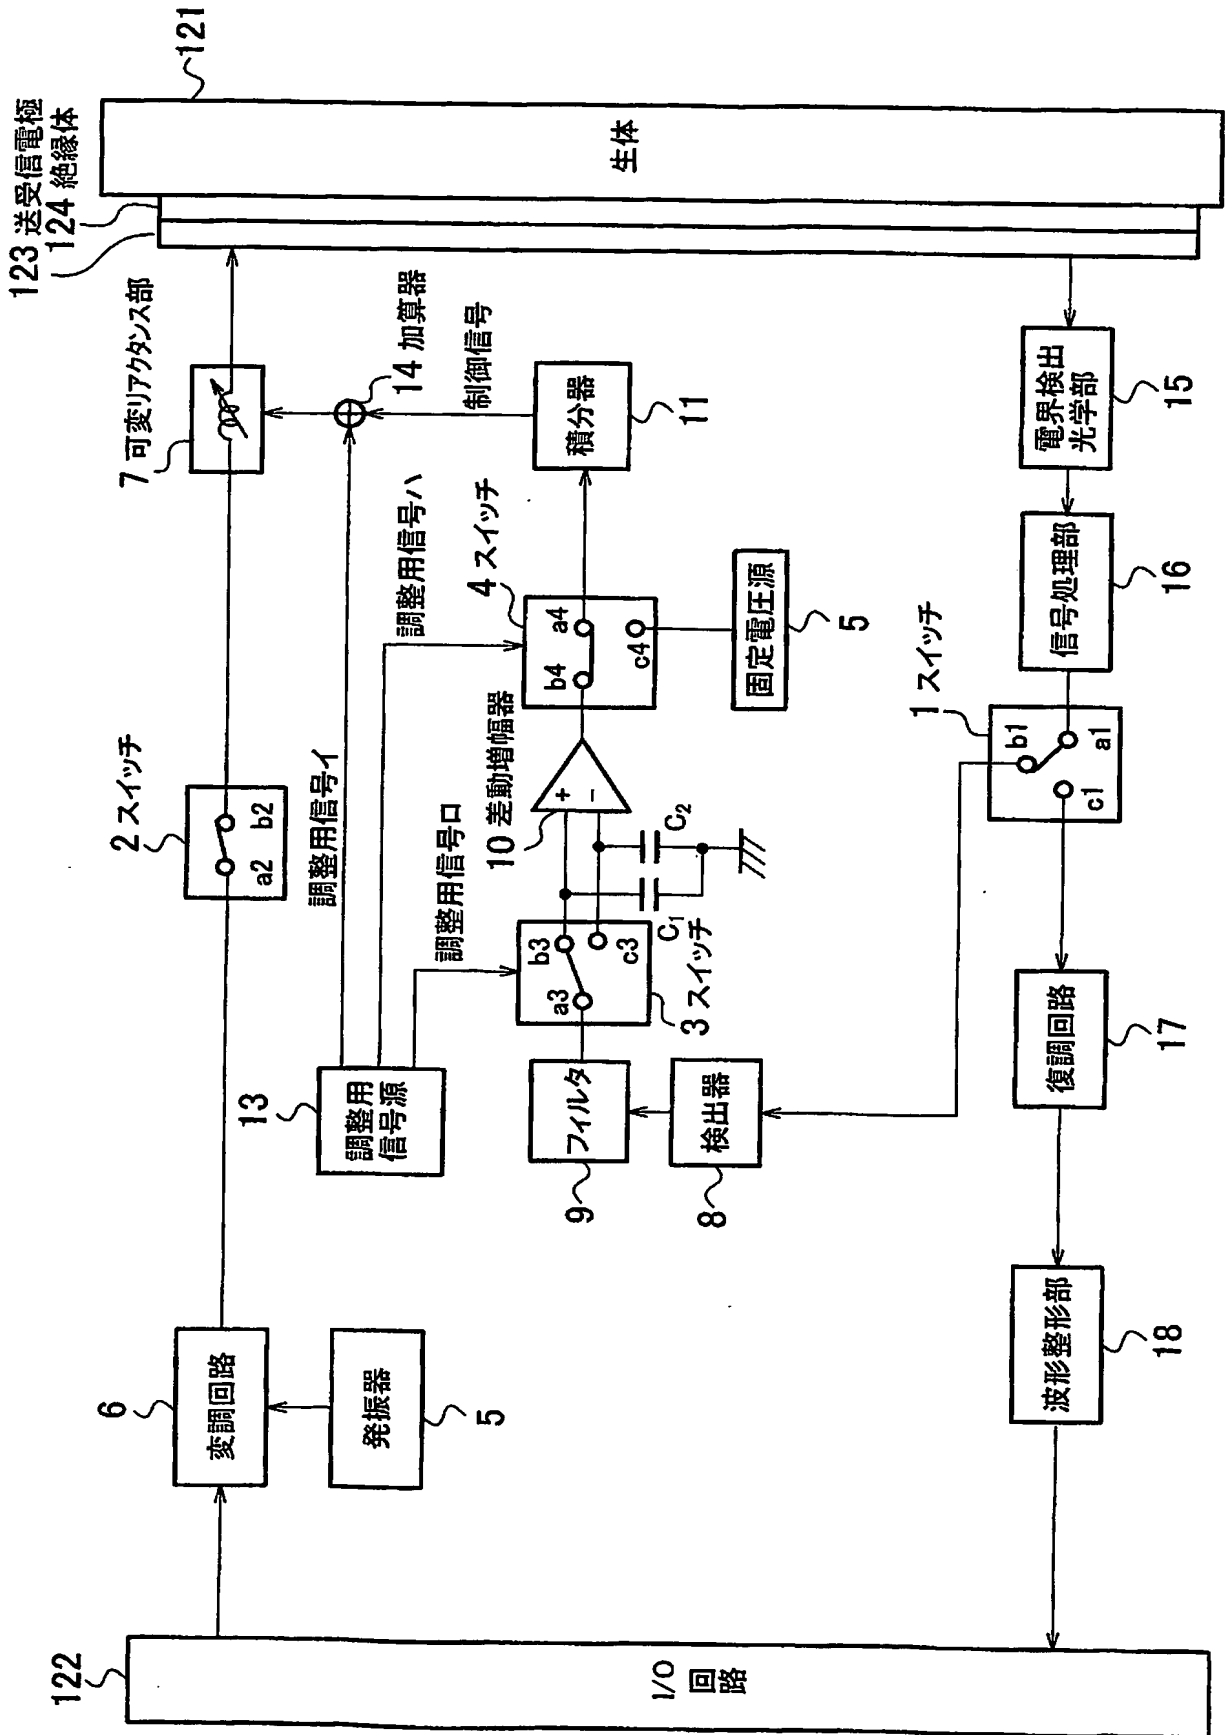 122
I/O
回路
6
変調回路
発振器
5
2 スイッチ
a2
b2
7 可変リアクタンス部
123 送受信電極
124 絶縁体
121
生体
13
調整用
信号源
調整用信号イ
調整用信号ロ
調整用信号ハ
14 加算器
制御信号
積分器
11
4 スイッチ
b4
a4
c4
固定電圧源
5
10 差動増幅器
+
−
C₁
C₂
b3
a3
c3
3 スイッチ
フィルタ
9
検出器
8
電界検出
光学部
15
信号処理部
16
1 スイッチ
b1
a1
c1
復調回路
17
波形整形部
18